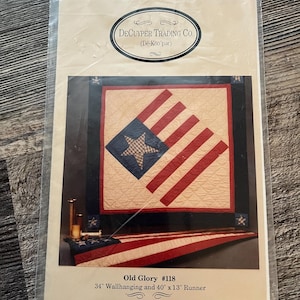 DeCuyper Trading Co.
Old Glory #118
34" Wallhanging and 40" x 13" Runner